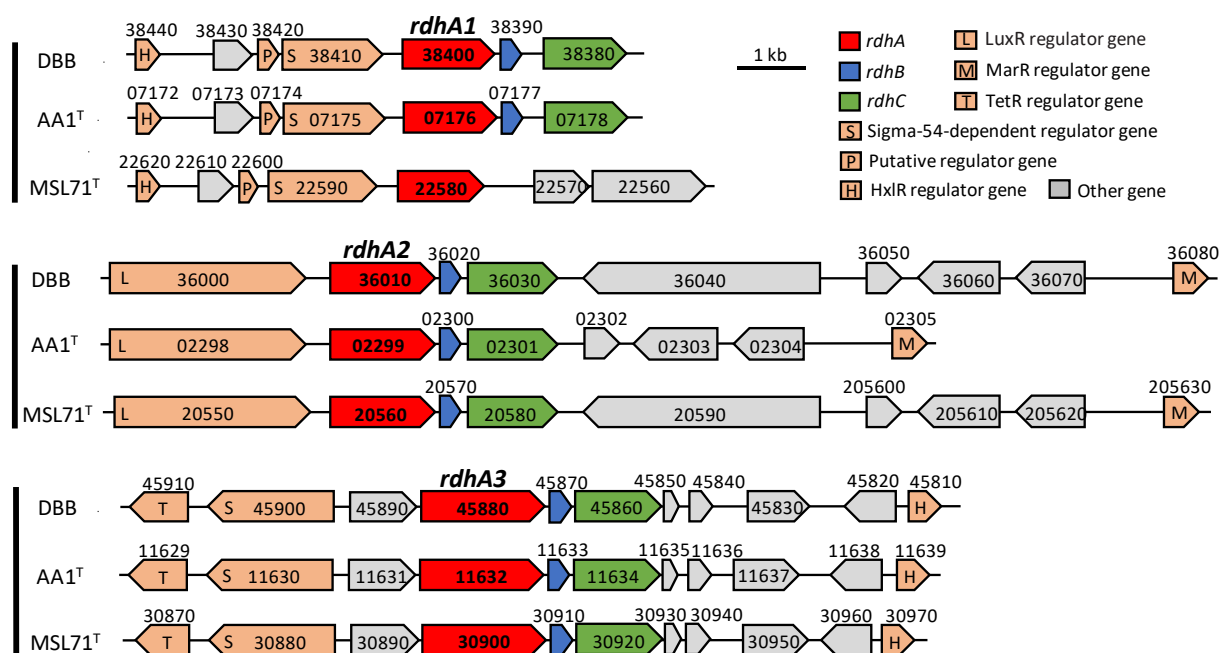 rdhA1
38440 38430 38420 38390
DBB H P S 38410 38400 38380
07172 07173 07174 07177
AA1ᵀ H P S 07175 07176 07178
22620 22610 22600
MSL71ᵀ H P S 22590 22580 22570 22560
1 kb
rdhA L LuxR regulator gene
rdhB M MarR regulator gene
rdhC T TetR regulator gene
S Sigma-54-dependent regulator gene
P Putative regulator gene
H HxlR regulator gene Other gene
rdhA2
36020 36050 36080
DBB L 36000 36010 36030 36040 36060 36070 M
02300 02302 02305
AA1ᵀ L 02298 02299 02301 02303 02304 M
20570 205600 205630
MSL71ᵀ L 20550 20560 20580 20590 205610 205620 M
rdhA3
45910 45870 45850 45840 45820 45810
DBB T S 45900 45890 45880 45860 45830 H
11629 11633 11635 11636 11638 11639
AA1ᵀ T S 11630 11631 11632 11634 11637 H
30870 30910 30930 30940 30960 30970
MSL71ᵀ T S 30880 30890 30900 30920 30950 H